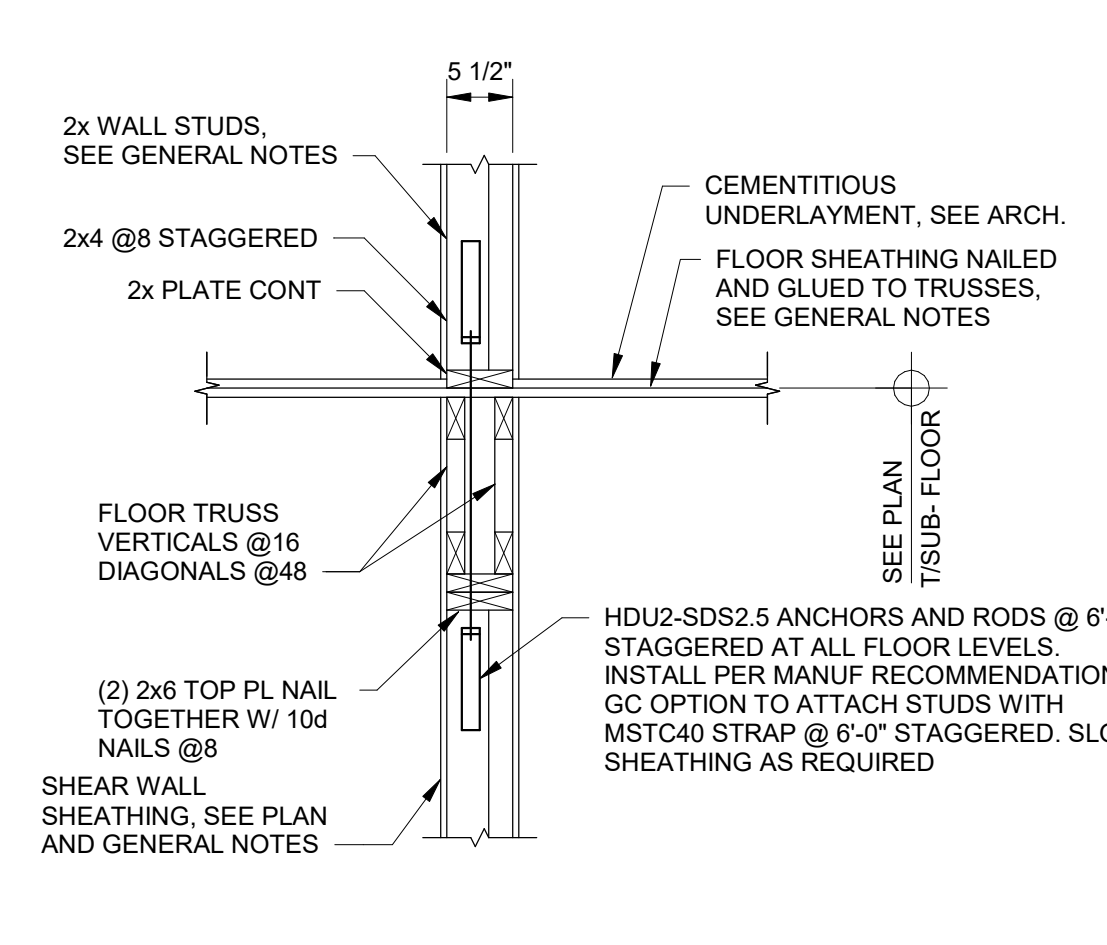 5 1/2"
2x WALL STUDS,
SEE GENERAL NOTES
2x4 @8 STAGGERED
2x PLATE CONT
CEMENTITIOUS
UNDERLAYMENT, SEE ARCH.
FLOOR SHEATHING NAILED
AND GLUED TO TRUSSES,
SEE GENERAL NOTES
SEE PLAN
T/SUB- FLOOR
FLOOR TRUSS
VERTICALS @16
DIAGONALS @48
HDU2-SDS2.5 ANCHORS AND RODS @ 6'-
STAGGERED AT ALL FLOOR LEVELS.
INSTALL PER MANUF RECOMMENDATION
GC OPTION TO ATTACH STUDS WITH
MSTC40 STRAP @ 6'-0" STAGGERED.
SHEATHING AS REQUIRED
(2) 2x6 TOP PL NAIL
TOGETHER W/ 10d
NAILS @8
SHEAR WALL
SHEATHING, SEE PLAN
AND GENERAL NOTES